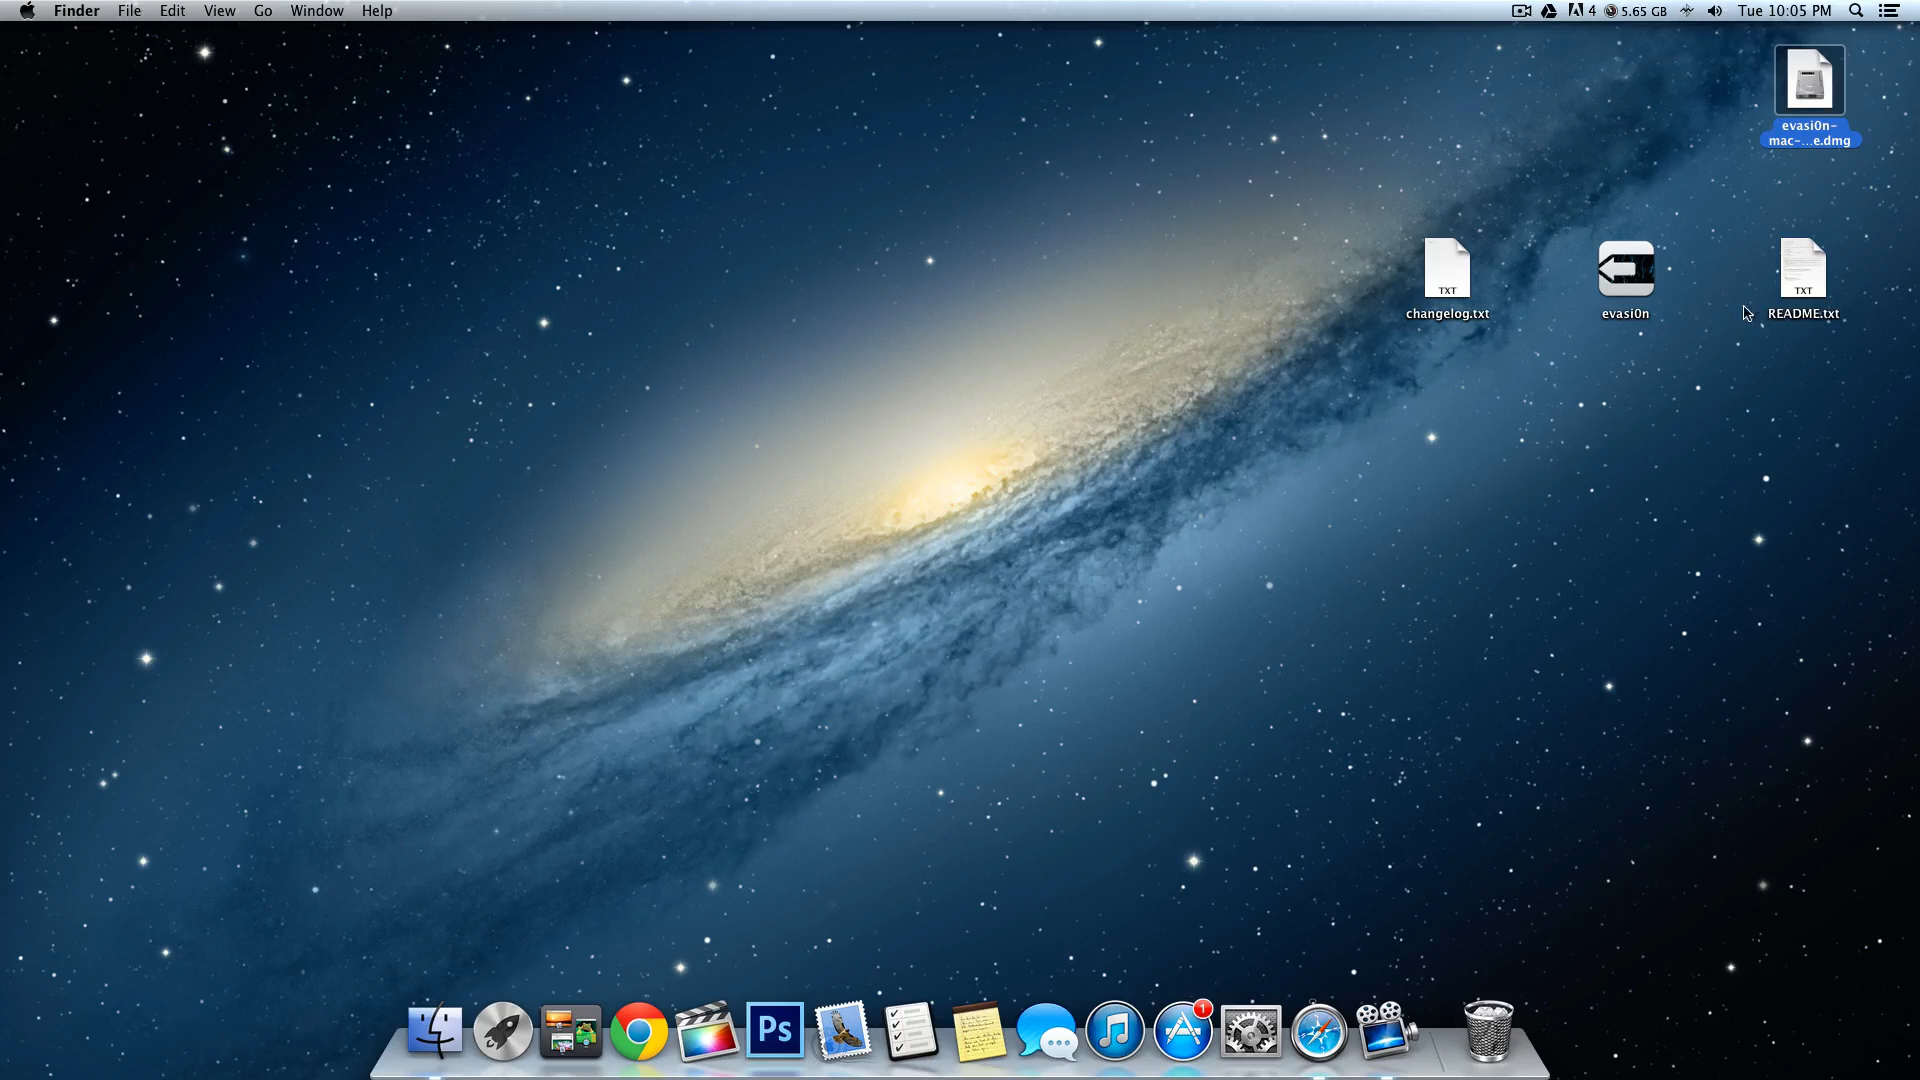 Finder File Edit View Go Window Help
4 5.65 GB Tue 10:05 PM
evasi0n-
mac-...e.dmg
TXT
changelog.txt
evasi0n
TXT
README.txt
Ps
1